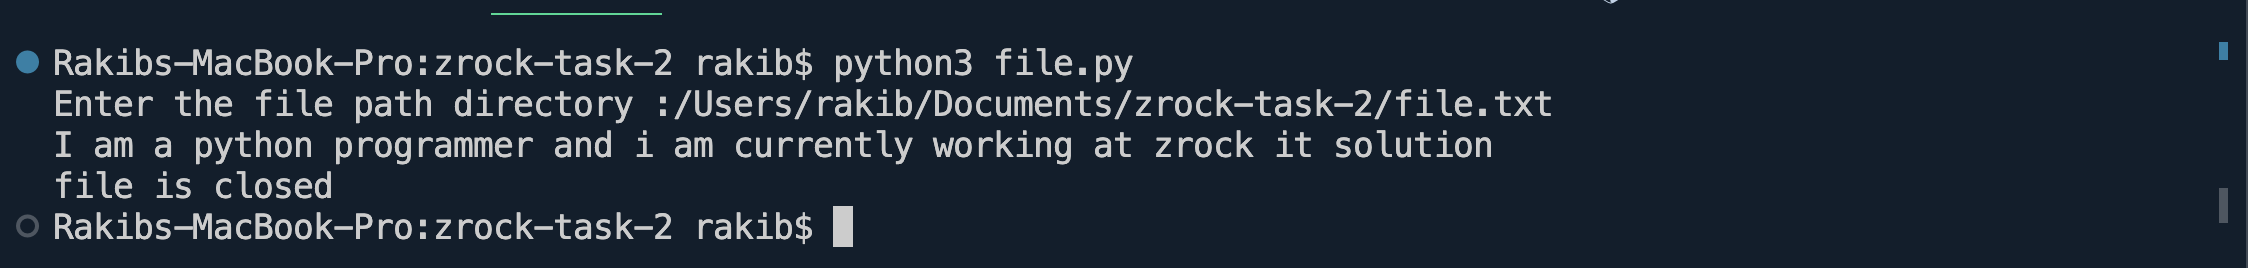 Rakibs-MacBook-Pro:zrock-task-2 rakib$ python3 file.py
Enter the file path directory :/Users/rakib/Documents/zrock-task-2/file.txt
I am a python programmer and i am currently working at zrock it solution
file is closed
Rakibs-MacBook-Pro:zrock-task-2 rakib$